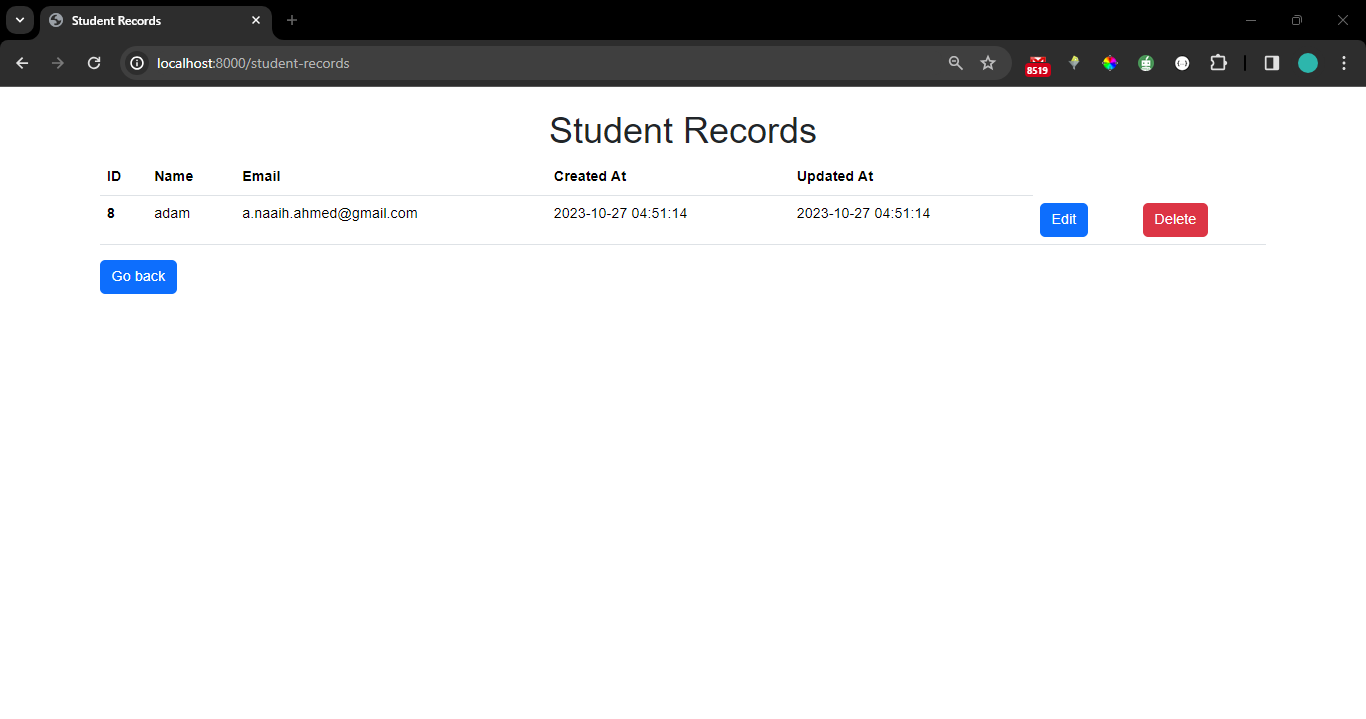 Student Records
localhost:8000/student-records
8519
Student Records
ID Name Email Created At Updated At
8 adam a.naaih.ahmed@gmail.com 2023-10-27 04:51:14 2023-10-27 04:51:14 Edit Delete
Go back